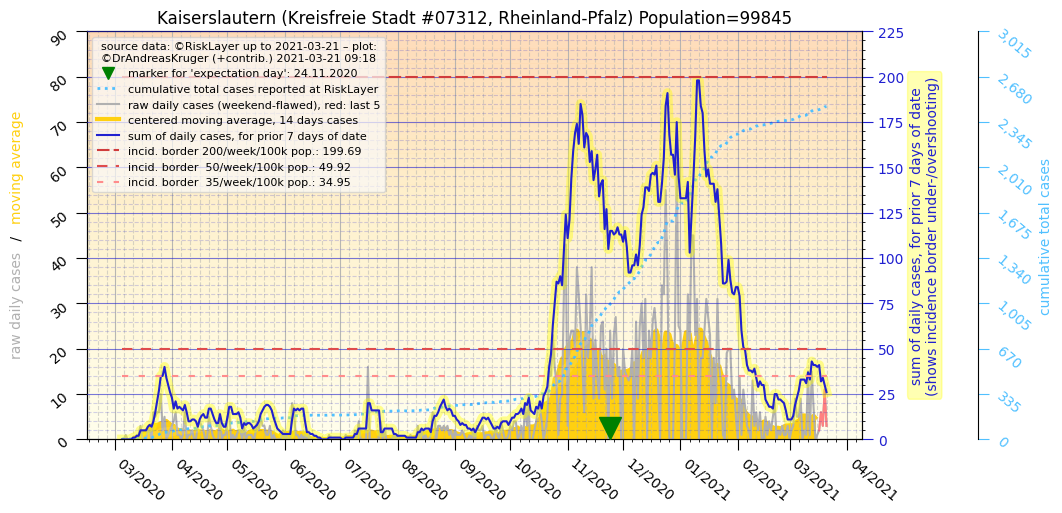 Kaiserslautern (Kreisfreie Stadt #07312, Rheinland-Pfalz) Population=99845
source data: ©RiskLayer up to 2021-03-21 – plot:
©DrAndreasKruger (+contrib.) 2021-03-21 09:18
marker for 'expectation day': 24.11.2020
cumulative total cases reported at RiskLayer
raw daily cases (weekend-flawed), red: last 5
centered moving average, 14 days cases
sum of daily cases, for prior 7 days of date
incid. border 200/week/100k pop.: 199.69
incid. border  50/week/100k pop.: 49.92
incid. border  35/week/100k pop.: 34.95
raw daily cases / moving average
90
80
70
60
50
40
30
20
10
0
03/2020
04/2020
05/2020
06/2020
07/2020
08/2020
09/2020
10/2020
11/2020
12/2020
01/2021
02/2021
03/2021
04/2021
225
200
175
150
125
100
75
50
25
0
sum of daily cases, for prior 7 days of date
(shows incidence border under-/overshooting)
3,015
2,680
2,345
2,010
1,675
1,340
1,005
670
335
0
cumulative total cases